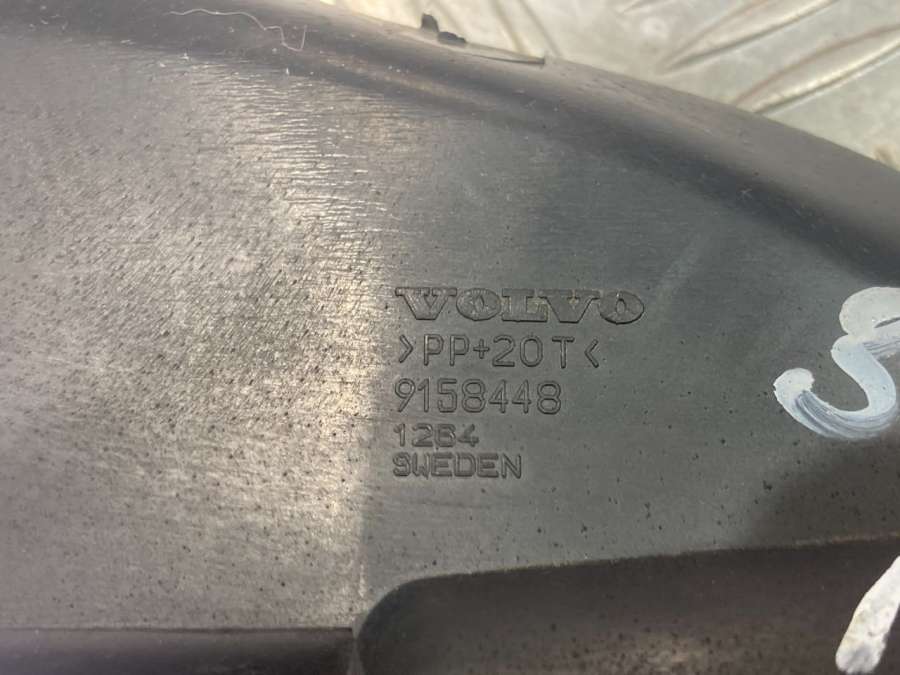 VOLVO
>PP+20T<
9158448
1264
SWEDEN